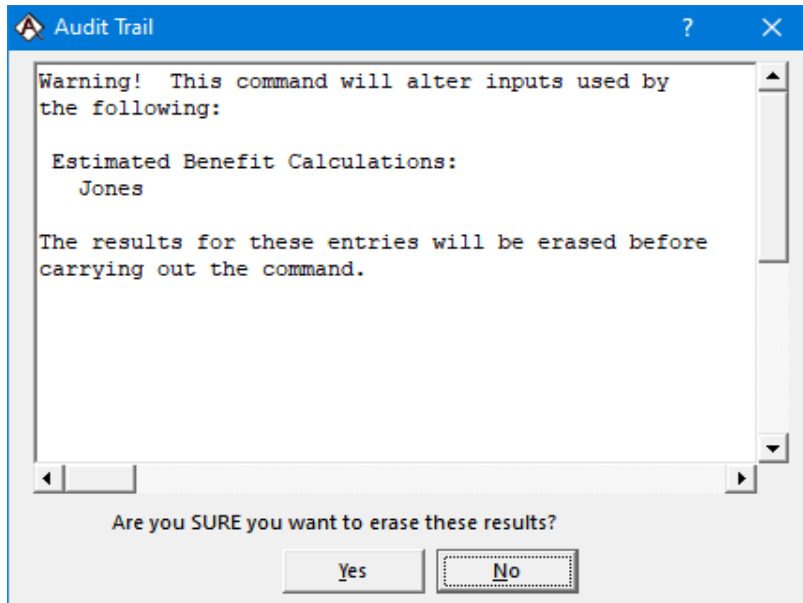 Audit Trail
Warning!  This command will alter inputs used by
the following:
Estimated Benefit Calculations:
Jones
The results for these entries will be erased before
carrying out the command.
Are you SURE you want to erase these results?
Yes No